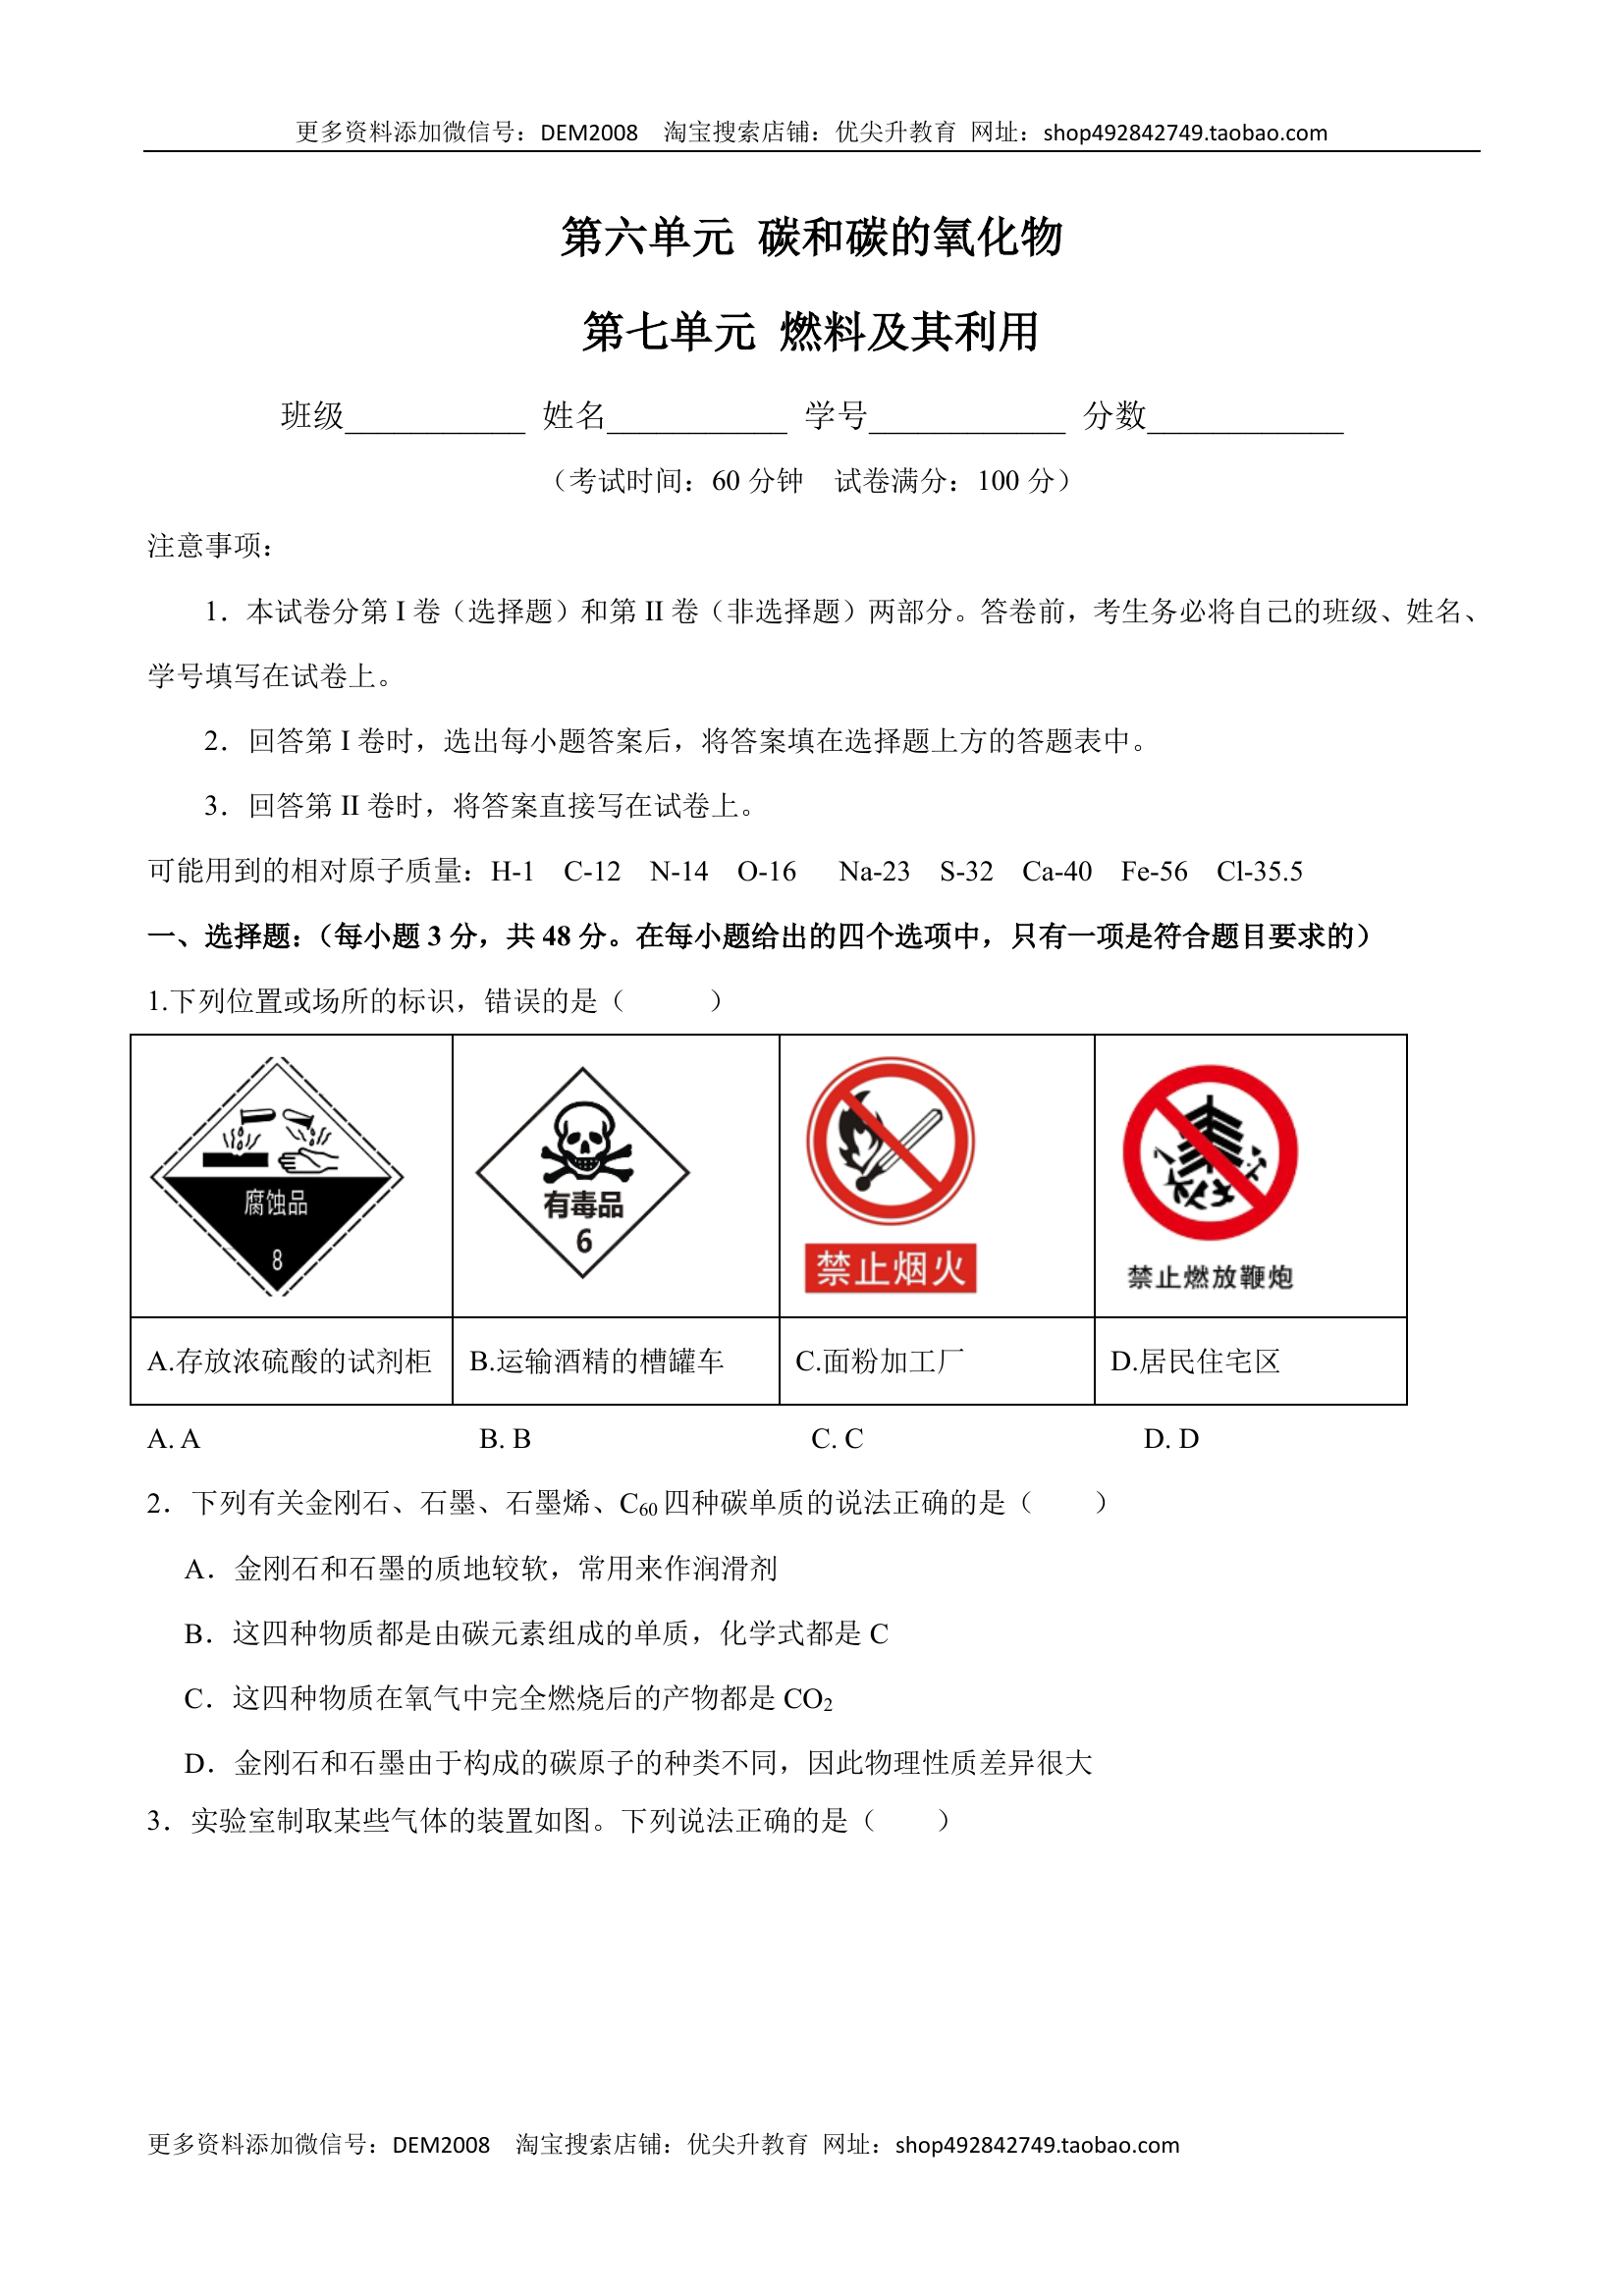 更多资料添加微信号：DEM2008 淘宝搜索店铺：优尖升教育 网址：shop492842749.taobao.com
第六单元 碳和碳的氧化物
第七单元 燃料及其利用
班级___________ 姓名___________ 学号____________ 分数____________
（考试时间：60 分钟 试卷满分：100 分）
注意事项：
1．本试卷分第 I 卷（选择题）和第 II 卷（非选择题）两部分。答卷前，考生务必将自己的班级、姓名、
学号填写在试卷上。
2．回答第 I 卷时，选出每小题答案后，将答案填在选择题上方的答题表中。
3．回答第 II 卷时，将答案直接写在试卷上。
可能用到的相对原子质量：H-1 C-12 N-14 O-16 Na-23 S-32 Ca-40 Fe-56 Cl-35.5
一、选择题：（每小题 3 分，共 48 分。在每小题给出的四个选项中，只有一项是符合题目要求的）
1.下列位置或场所的标识，错误的是（ ）
腐蚀品
8
有毒品
6
禁止烟火
禁止燃放鞭炮
A.存放浓硫酸的试剂柜 B.运输酒精的槽罐车 C.面粉加工厂 D.居民住宅区
A. A B. B C. C D. D
2．下列有关金刚石、石墨、石墨烯、C₆₀四种碳单质的说法正确的是（ ）
A．金刚石和石墨的质地较软，常用来作润滑剂
B．这四种物质都是由碳元素组成的单质，化学式都是 C
C．这四种物质在氧气中完全燃烧后的产物都是 CO₂
D．金刚石和石墨由于构成的碳原子的种类不同，因此物理性质差异很大
3．实验室制取某些气体的装置如图。下列说法正确的是（ ）
更多资料添加微信号：DEM2008 淘宝搜索店铺：优尖升教育 网址：shop492842749.taobao.com